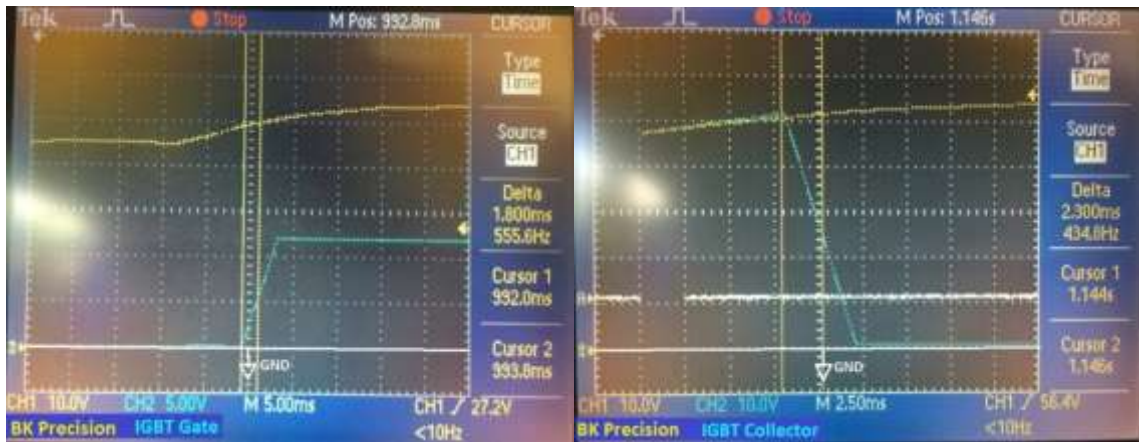 Tek Stop M Pos: 992.8ms CURSOR
Type
Time
Source
CH1
Delta
1.800ms
555.6Hz
Cursor 1
992.0ms
Cursor 2
993.8ms
GND
CH1 10.0V CH2 5.00V M 5.00ms CH1 / 27.2V
<10Hz
BK Precision IGBT Gate
Tek Stop M Pos: 1.146s CURSOR
Type
Time
Source
CH1
Delta
2.300ms
434.8Hz
Cursor 1
1.144s
Cursor 2
1.146s
GND
CH1 10.0V CH2 10.0V M 2.50ms CH1 / 56.4V
<10Hz
BK Precision IGBT Collector